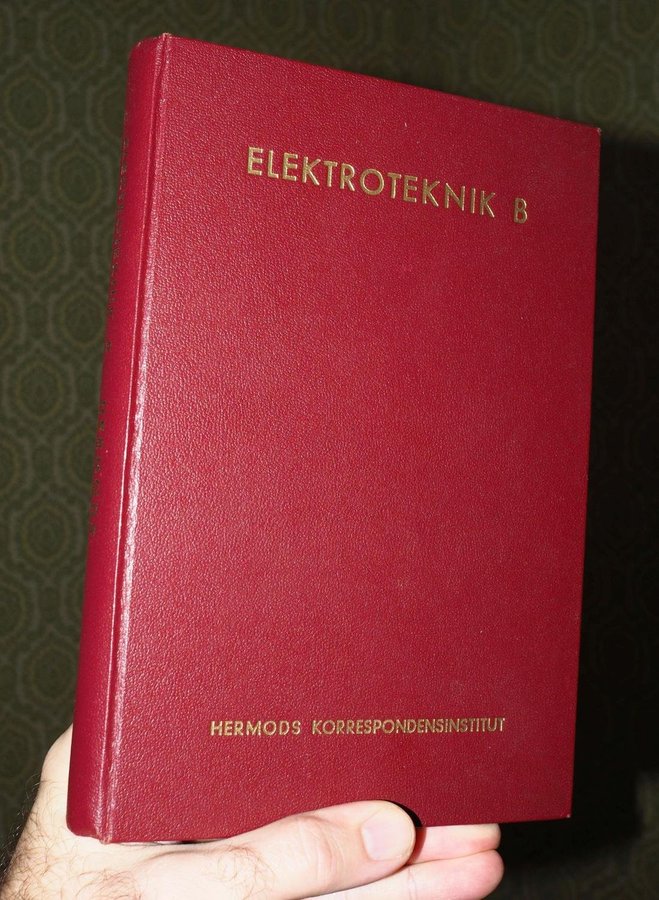 ELEKTROTEKNIK B
HERMODS KORRESPONDENSINSTITUT